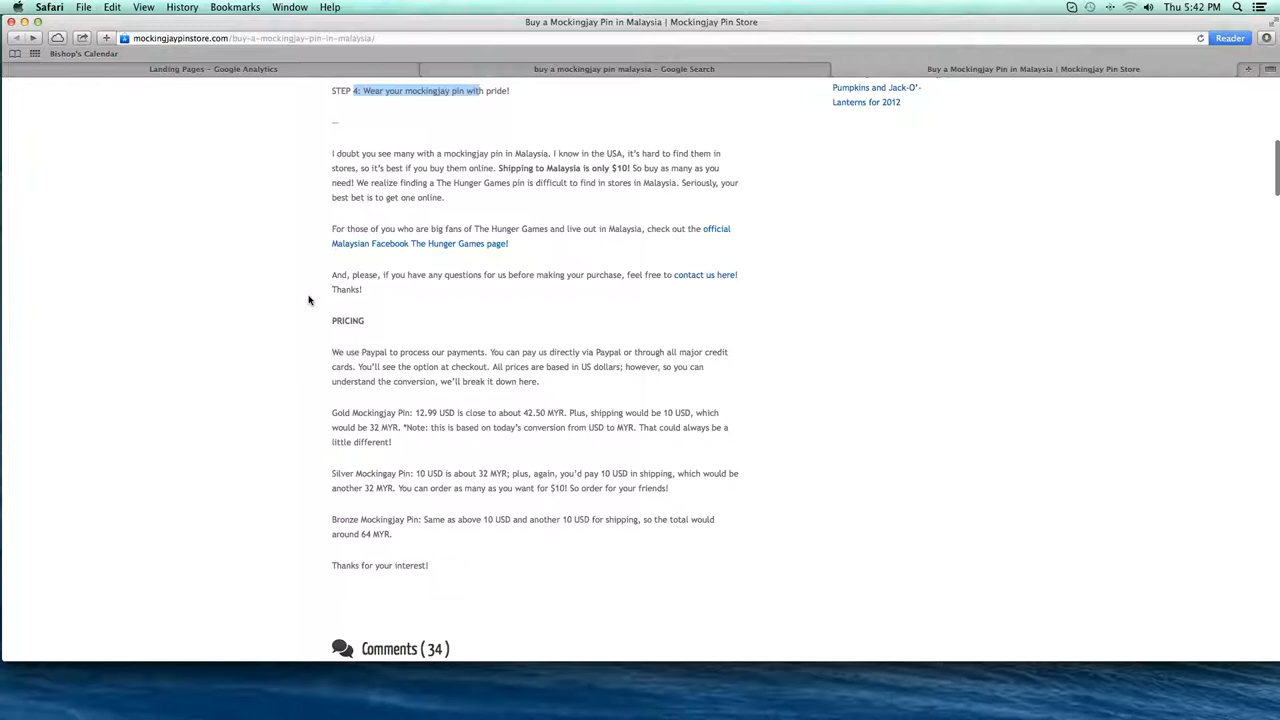 Safari File Edit View History Bookmarks Window Help Thu 5:42 PM
Buy a Mockingjay Pin in Malaysia | Mockingjay Pin Store
mockingjaypinstore.com/buy-a-mockingjay-pin-in-malaysia/ Reader
Bishop's Calendar
Landing Pages – Google Analytics
buy a mockingjay pin malaysia – Google Search
Buy a Mockingjay Pin in Malaysia | Mockingjay Pin Store
STEP 4: Wear your mockingjay pin with pride!
Pumpkins and Jack-O'-
Lanterns for 2012
—
I doubt you see many with a mockingjay pin in Malaysia. I know in the USA, it's hard to find them in
stores, so it's best if you buy them online. Shipping to Malaysia is only $10! So buy as many as you
need! We realize finding a The Hunger Games pin is difficult to find in stores in Malaysia. Seriously, your
best bet is to get one online.
For those of you who are big fans of The Hunger Games and live out in Malaysia, check out the official
Malaysian Facebook The Hunger Games page!
And, please, if you have any questions for us before making your purchase, feel free to contact us here!
Thanks!
PRICING
We use Paypal to process our payments. You can pay us directly via Paypal or through all major credit
cards. You'll see the option at checkout. All prices are based in US dollars; however, so you can
understand the conversion, we'll break it down here.
Gold Mockingjay Pin: 12.99 USD is close to about 42.50 MYR. Plus, shipping would be 10 USD, which
would be 32 MYR. *Note: this is based on today's conversion from USD to MYR. That could always be a
little different!
Silver Mockingay Pin: 10 USD is about 32 MYR; plus, again, you'd pay 10 USD in shipping, which would be
another 32 MYR. You can order as many as you want for $10! So order for your friends!
Bronze Mockingjay Pin: Same as above 10 USD and another 10 USD for shipping, so the total would
around 64 MYR.
Thanks for your interest!
Comments ( 34 )